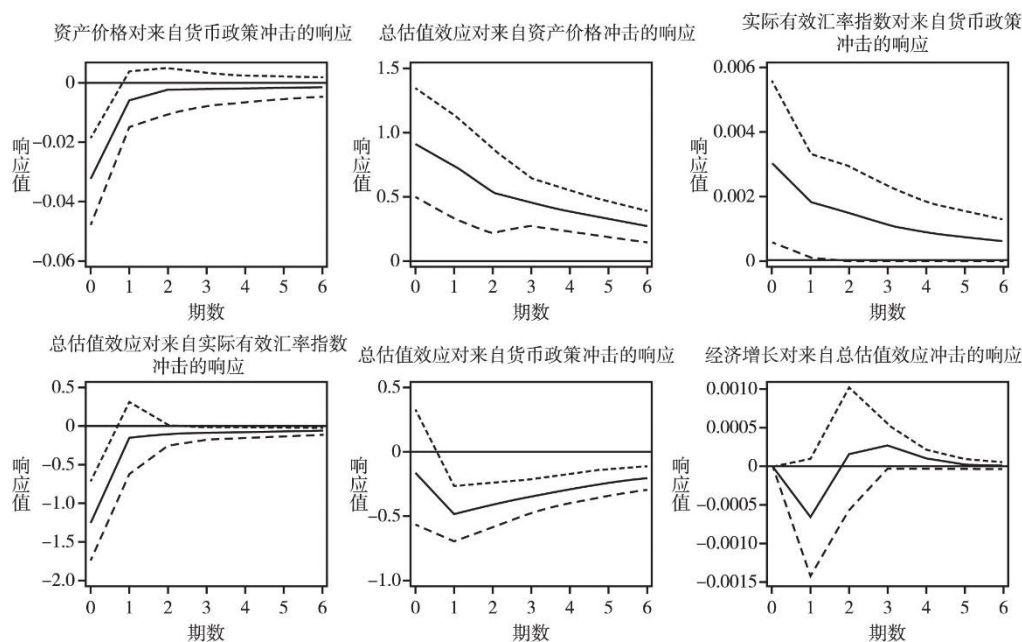 资产价格对来自货币政策冲击的响应
0
−0.02
−0.04
−0.06
响应值
0 1 2 3 4 5 6
期数
总估值效应对来自资产价格冲击的响应
1.5
1.0
0.5
0
响应值
0 1 2 3 4 5 6
期数
实际有效汇率指数对来自货币政策
冲击的响应
0.006
0.004
0.002
0
响应值
0 1 2 3 4 5 6
期数
总估值效应对来自实际有效汇率指数
冲击的响应
0.5
0
−0.5
−1.0
−1.5
−2.0
响应值
0 1 2 3 4 5 6
期数
总估值效应对来自货币政策冲击的响应
0.5
0
−0.5
−1.0
响应值
0 1 2 3 4 5 6
期数
经济增长对来自总估值效应冲击的响应
0.0010
0.0005
0
−0.0005
−0.0010
−0.0015
响应值
0 1 2 3 4 5 6
期数